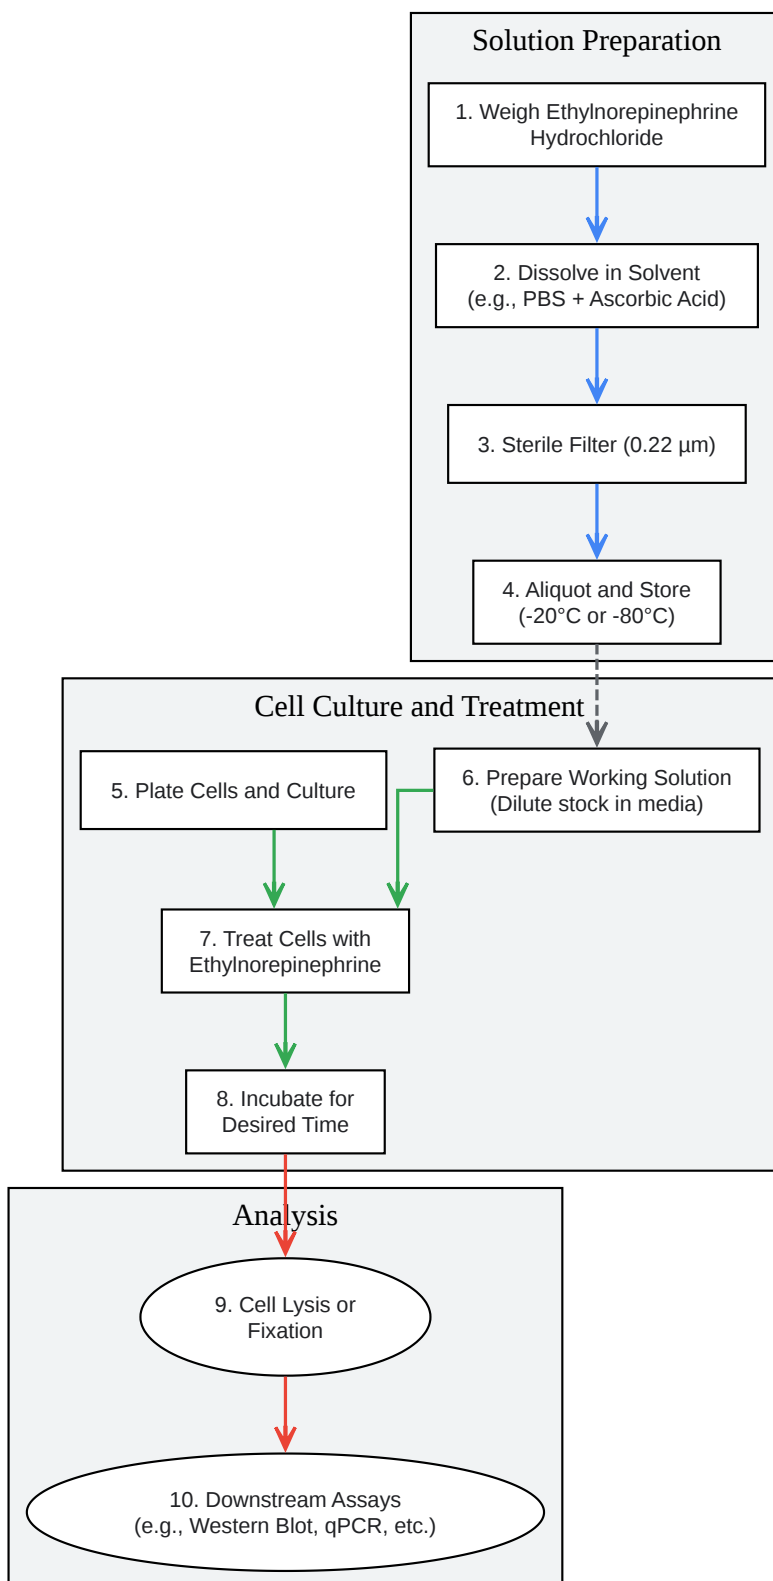 Solution Preparation
1. Weigh Ethylnorepinephrine
Hydrochloride
2. Dissolve in Solvent
(e.g., PBS + Ascorbic Acid)
3. Sterile Filter (0.22 µm)
4. Aliquot and Store
(-20°C or -80°C)
Cell Culture and Treatment
5. Plate Cells and Culture
6. Prepare Working Solution
(Dilute stock in media)
7. Treat Cells with
Ethylnorepinephrine
8. Incubate for
Desired Time
Analysis
9. Cell Lysis or
Fixation
10. Downstream Assays
(e.g., Western Blot, qPCR, etc.)